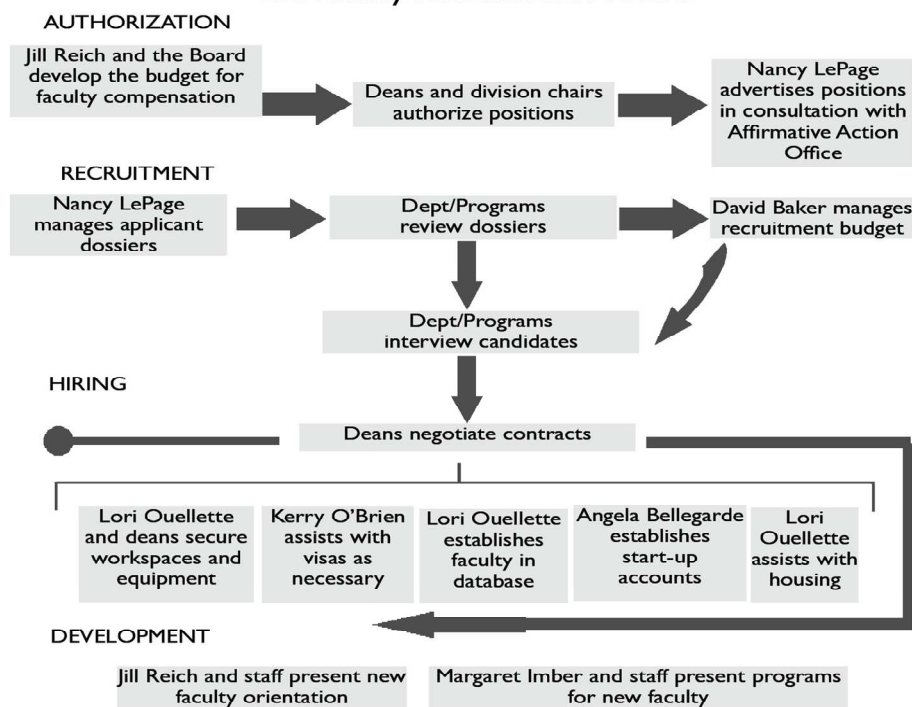 AUTHORIZATION
Jill Reich and the Board
develop the budget for
faculty compensation
Deans and division chairs
authorize positions
Nancy LePage
advertises positions
in consultation with
Affirmative Action
Office
RECRUITMENT
Nancy LePage
manages applicant
dossiers
Dept/Programs
review dossiers
David Baker manages
recruitment budget
Dept/Programs
interview candidates
HIRING
Deans negotiate contracts
Lori Ouellette
and deans secure
workspaces and
equipment
Kerry O'Brien
assists with
visas as
necessary
Lori Ouellette
establishes
faculty in
database
Angela Bellegarde
establishes
start-up
accounts
Lori
Ouellette
assists with
housing
DEVELOPMENT
Jill Reich and staff present new
faculty orientation
Margaret Imber and staff present programs
for new faculty